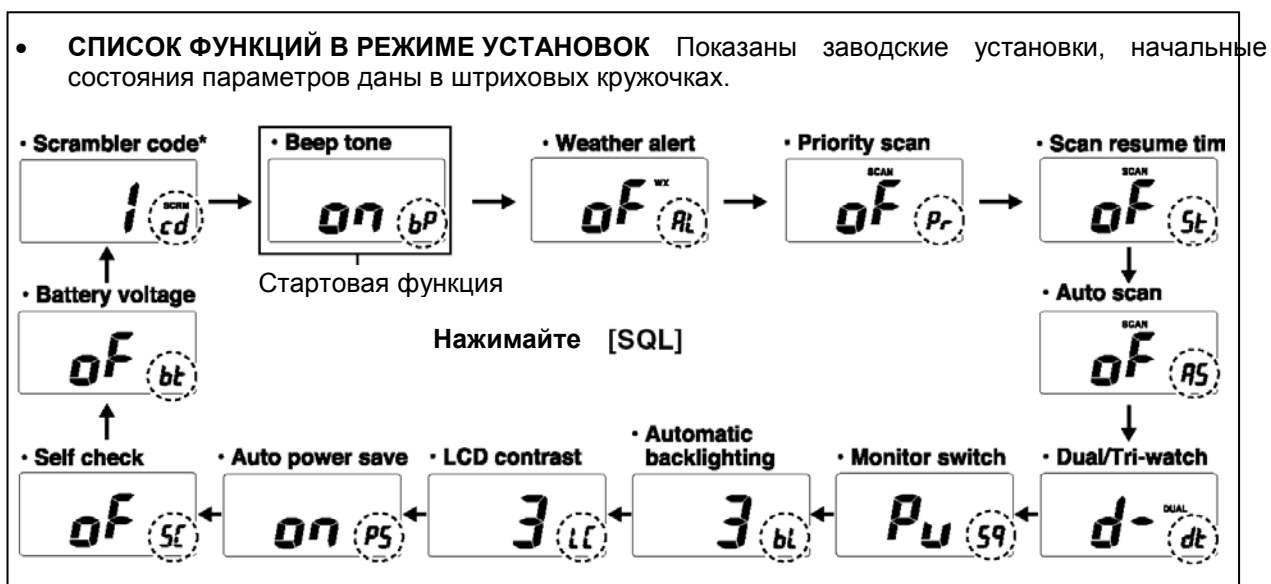 • СПИСОК ФУНКЦИЙ В РЕЖИМЕ УСТАНОВОК Показаны заводские установки, начальные
состояния параметров даны в штриховых кружочках.
· Scrambler code*
· Beep tone
· Weather alert
· Priority scan
· Scan resume tim
1 SCRM cd
on bP
oF WX AL
SCAN oF Pr
SCAN oF St
Стартовая функция
· Battery voltage
· Auto scan
oF bt
Нажимайте [SQL]
SCAN oF AS
· Self check
· Auto power save
· LCD contrast
· Automatic
backlighting
· Monitor switch
· Dual/Tri-watch
oF SC
on PS
3 LC
3 bL
Pu Sq
d- DUAL dt